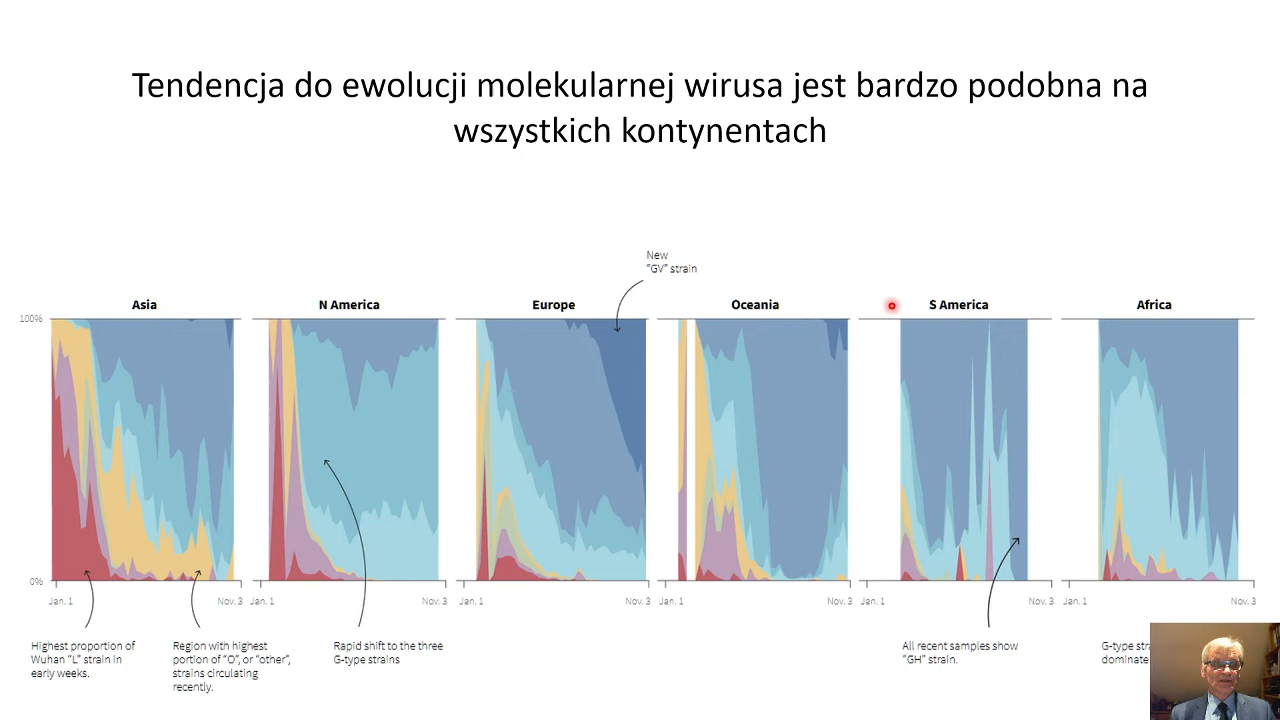 Tendencja do ewolucji molekularnej wirusa jest bardzo podobna na
wszystkich kontynentach
New
"GV" strain
Asia
N America
Europe
Oceania
S America
Africa
100%
0%
Jan. 1
Nov. 3
Jan. 1
Nov. 3
Jan. 1
Nov. 3
Jan. 1
Nov. 3
Jan. 1
Nov. 3
Jan. 1
Nov. 3
Highest proportion of
Wuhan "L" strain in
early weeks.
Region with highest
portion of "O", or "other",
strains circulating
recently.
Rapid shift to the three
G-type strains
All recent samples show
"GH" strain.
G-type
dominate